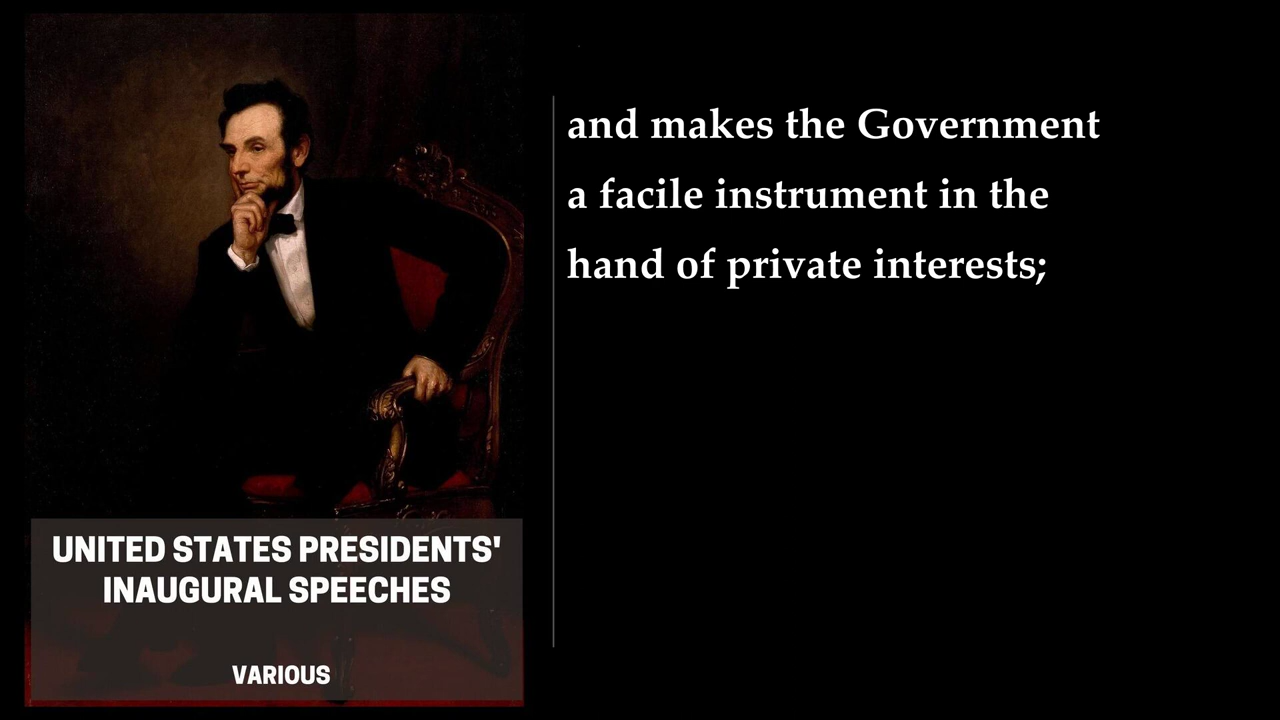 and makes the Government
a facile instrument in the
hand of private interests;
UNITED STATES PRESIDENTS'
INAUGURAL SPEECHES
VARIOUS